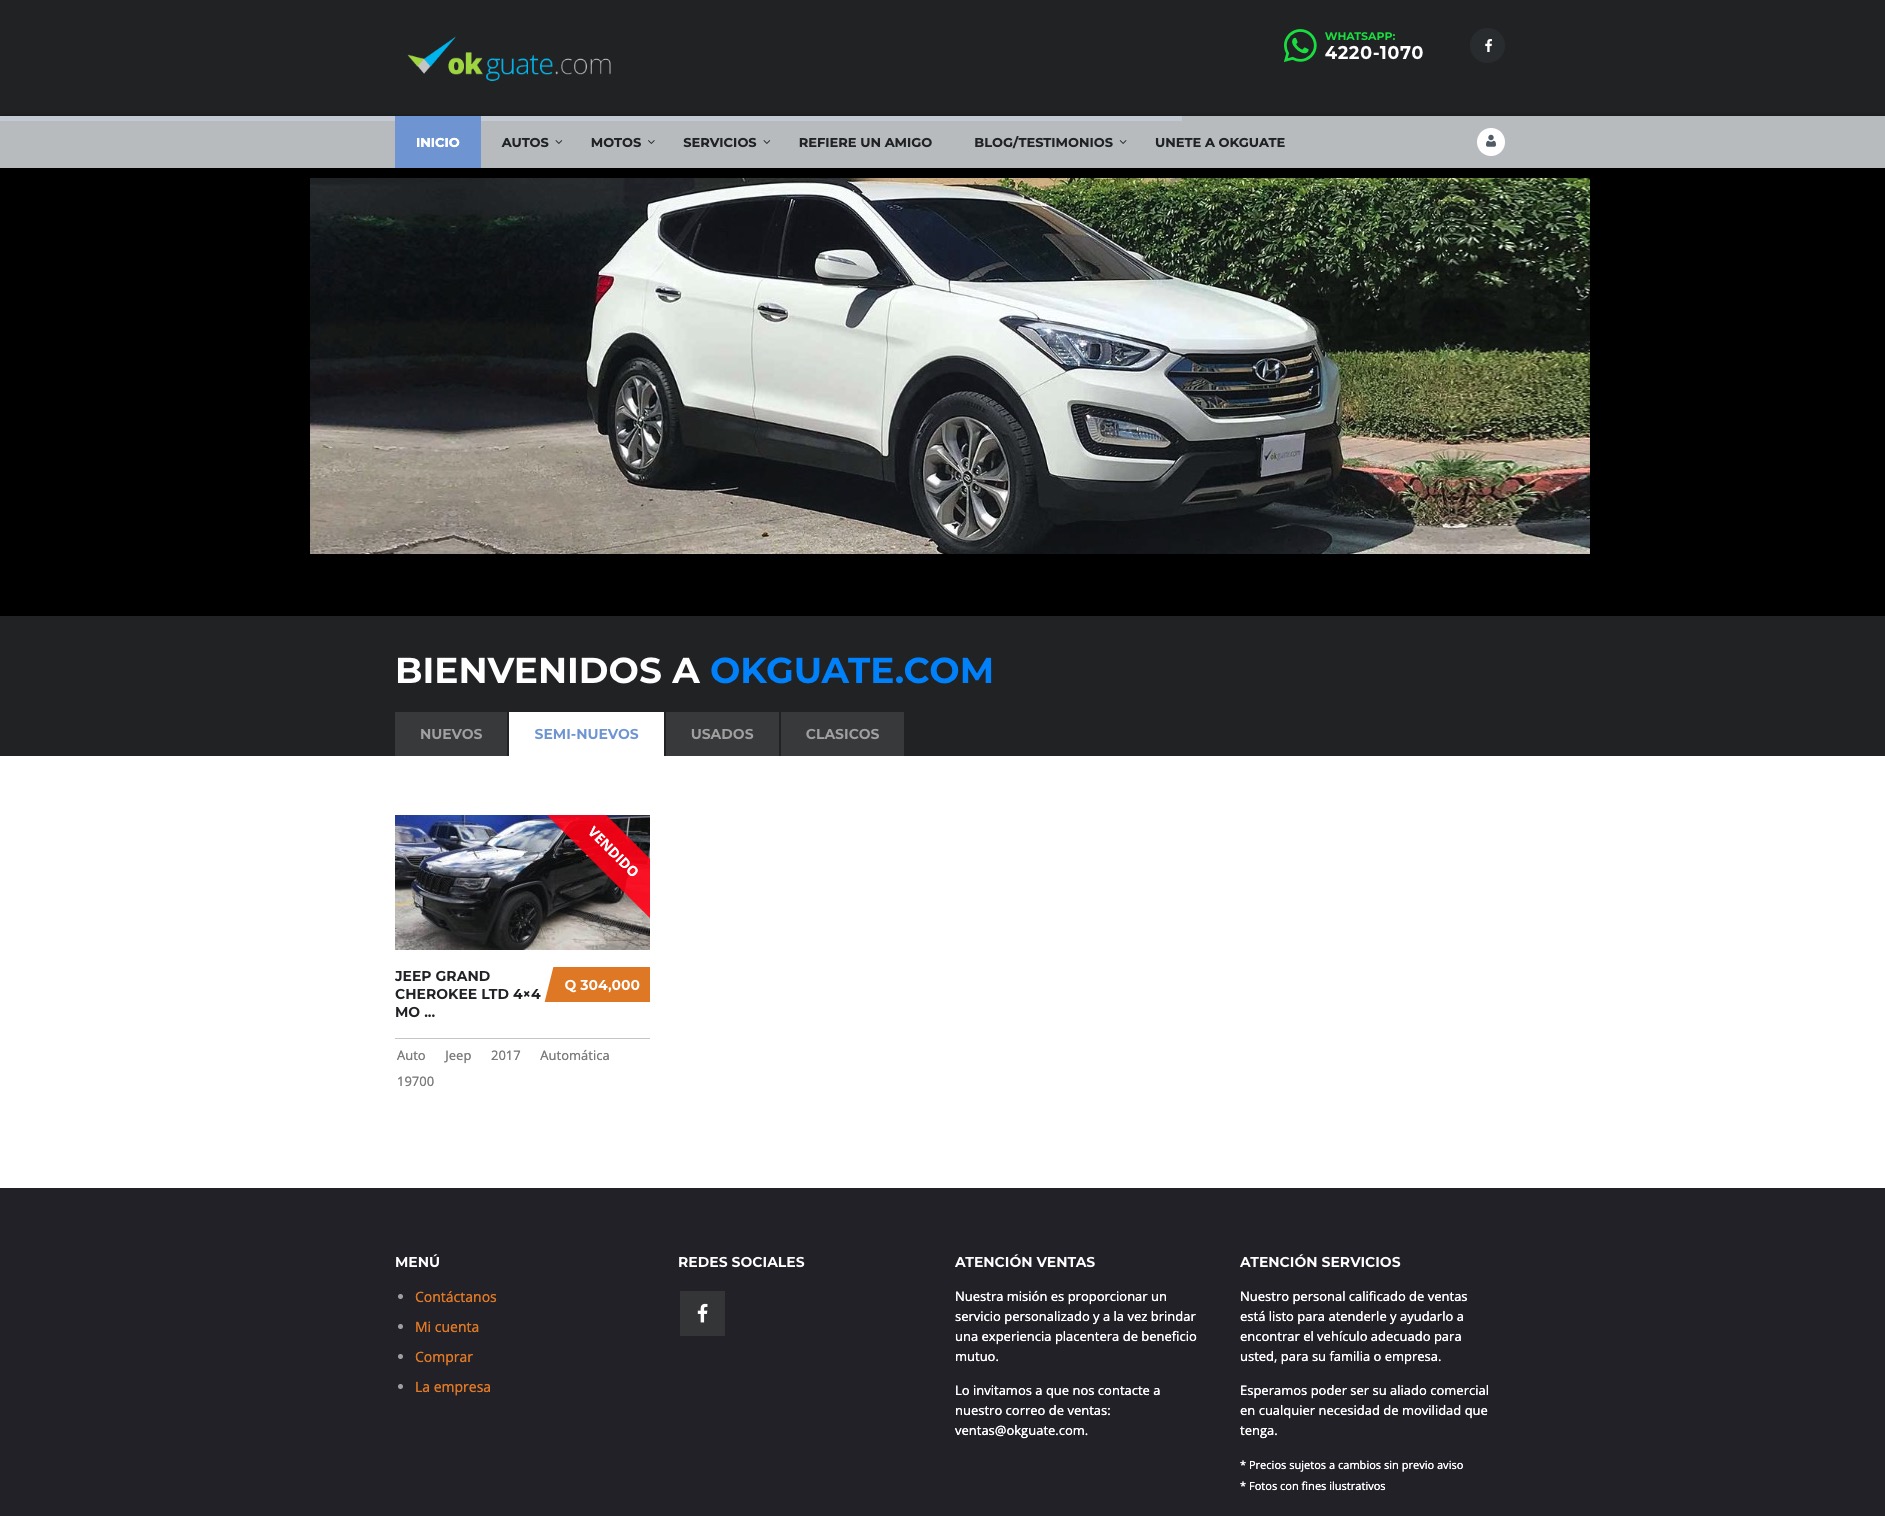 okguate.com
WHATSAPP:
4220-1070
INICIO
AUTOS
MOTOS
SERVICIOS
REFIERE UN AMIGO
BLOG/TESTIMONIOS
UNETE A OKGUATE
okguate.com
BIENVENIDOS A OKGUATE.COM
NUEVOS
SEMI-NUEVOS
USADOS
CLASICOS
VENDIDO
JEEP GRAND
CHEROKEE LTD 4×4
MO ...
Q 304,000
Auto Jeep 2017 Automática
19700
MENÚ
Contáctanos
Mi cuenta
Comprar
La empresa
REDES SOCIALES
ATENCIÓN VENTAS
Nuestra misión es proporcionar un
servicio personalizado y a la vez brindar
una experiencia placentera de beneficio
mutuo.
Lo invitamos a que nos contacte a
nuestro correo de ventas:
ventas@okguate.com.
ATENCIÓN SERVICIOS
Nuestro personal calificado de ventas
está listo para atenderle y ayudarlo a
encontrar el vehículo adecuado para
usted, para su familia o empresa.
Esperamos poder ser su aliado comercial
en cualquier necesidad de movilidad que
tenga.
* Precios sujetos a cambios sin previo aviso
* Fotos con fines ilustrativos